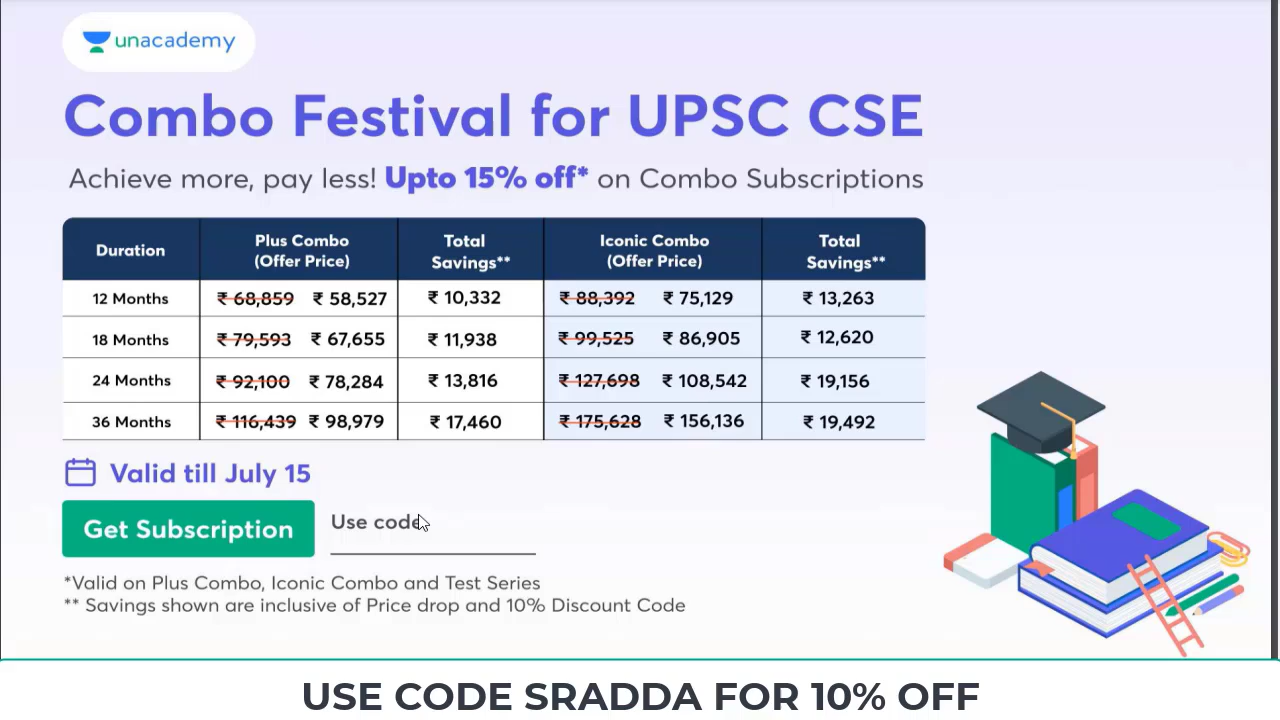 unacademy
Combo Festival for UPSC CSE
Achieve more, pay less! Upto 15% off* on Combo Subscriptions
Duration Plus Combo (Offer Price) Total Savings** Iconic Combo (Offer Price) Total Savings**
12 Months ₹ 68,859 ₹ 58,527 ₹ 10,332 ₹ 88,392 ₹ 75,129 ₹ 13,263
18 Months ₹ 79,593 ₹ 67,655 ₹ 11,938 ₹ 99,525 ₹ 86,905 ₹ 12,620
24 Months ₹ 92,100 ₹ 78,284 ₹ 13,816 ₹ 127,698 ₹ 108,542 ₹ 19,156
36 Months ₹ 116,439 ₹ 98,979 ₹ 17,460 ₹ 175,628 ₹ 156,136 ₹ 19,492
Valid till July 15
Get Subscription Use code
*Valid on Plus Combo, Iconic Combo and Test Series
** Savings shown are inclusive of Price drop and 10% Discount Code
USE CODE SRADDA FOR 10% OFF